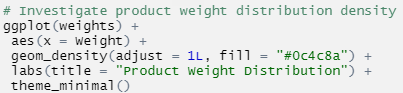 # Investigate product weight distribution density
ggplot(weights) +
aes(x = Weight) +
geom_density(adjust = 1L, fill = "#0c4c8a") +
labs(title = "Product Weight Distribution") +
theme_minimal()